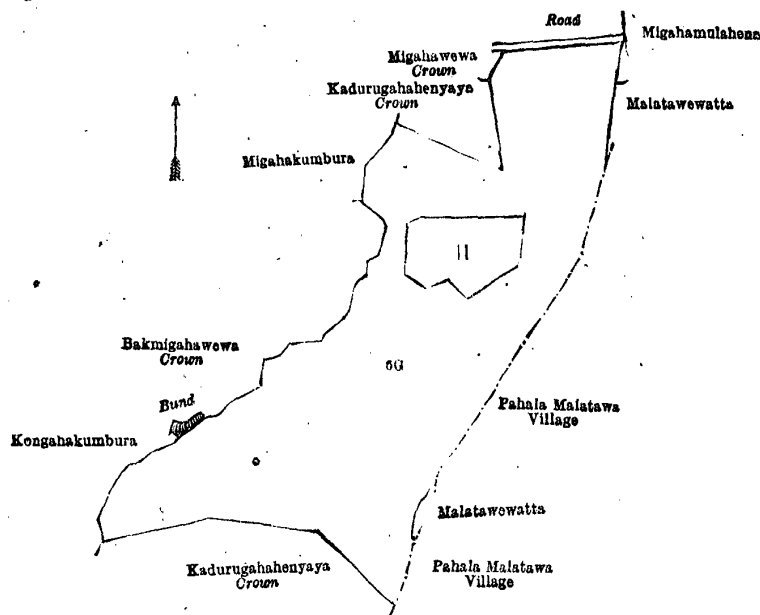 Road
Migahamulahena
Migahawewa
Crown
Kadurugahahenyaya
Crown
Malatawewatta
Migahakumbura
11
Bakmigahawewa
Crown
6G
Bund
Pahala Malatawa
Village
Kongahakumbura
Malatawewatta
Kadurugahahenyaya
Crown
Pahala Malatawa
Village